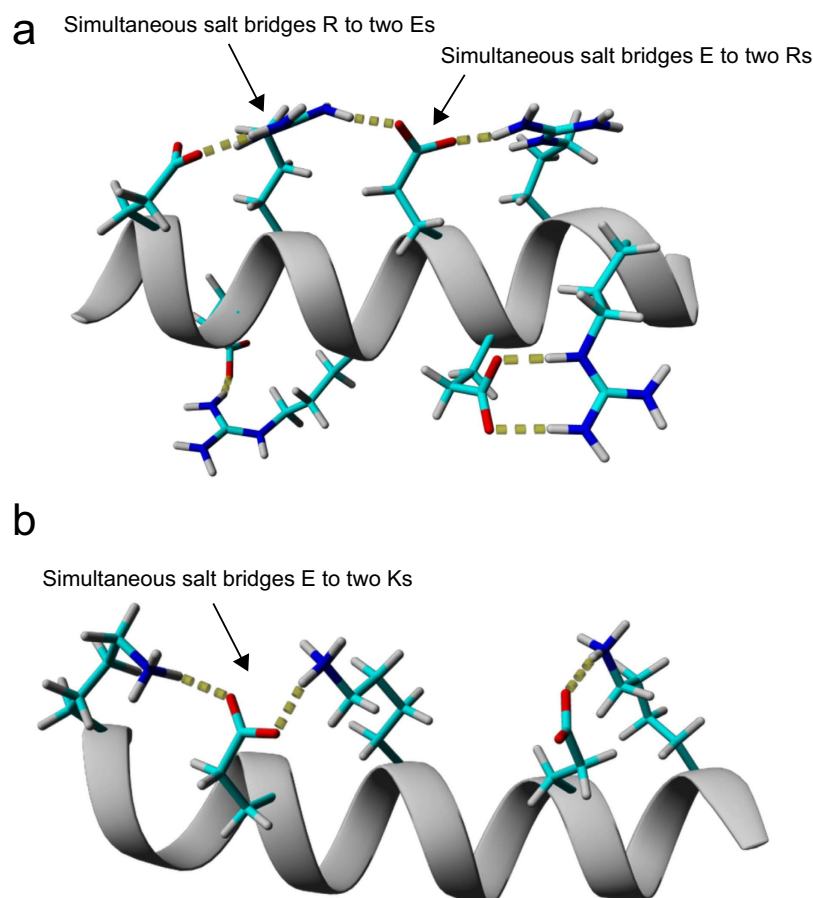 a
Simultaneous salt bridges R to two Es
Simultaneous salt bridges E to two Rs
b
Simultaneous salt bridges E to two Ks